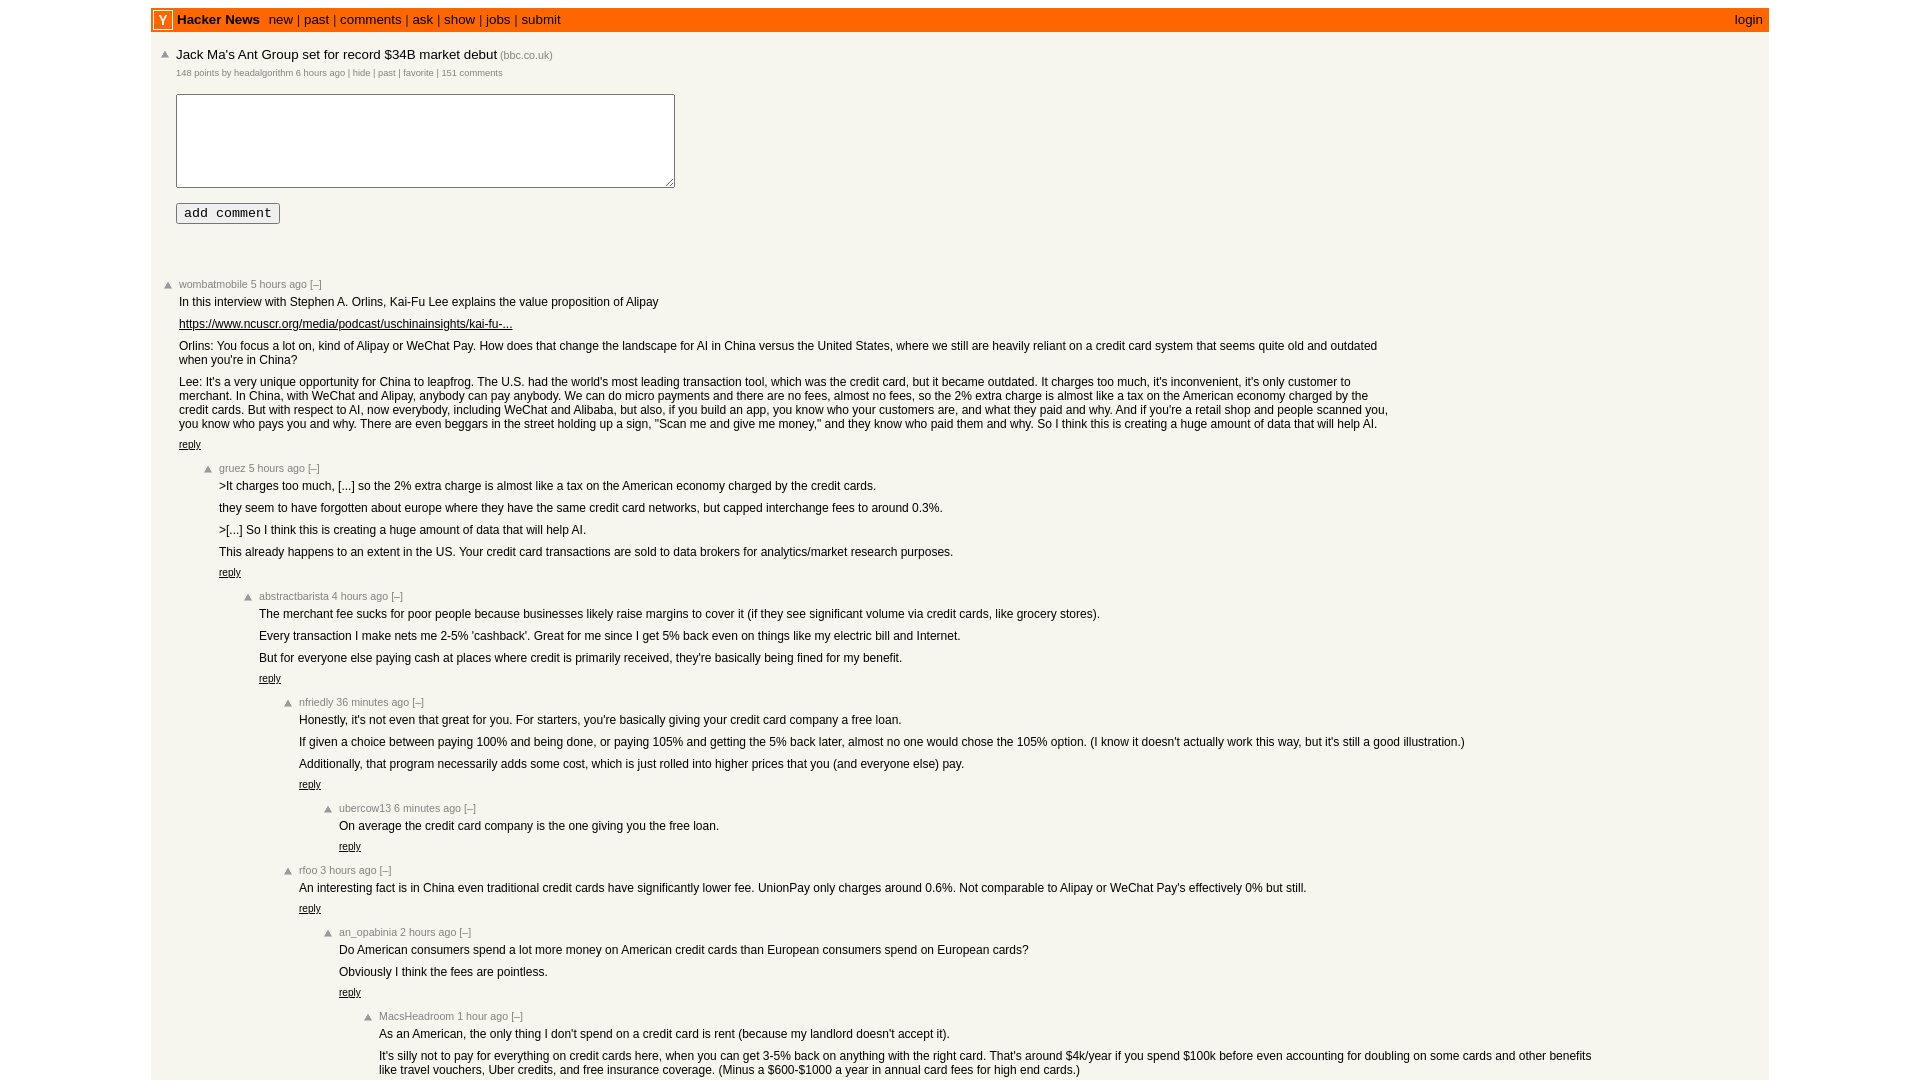 Y Hacker News new | past | comments | ask | show | jobs | submit login
Jack Ma's Ant Group set for record $34B market debut (bbc.co.uk)
148 points by headalgorithm 6 hours ago | hide | past | favorite | 151 comments
add comment
wombatmobile 5 hours ago [–]
In this interview with Stephen A. Orlins, Kai-Fu Lee explains the value proposition of Alipay
https://www.ncuscr.org/media/podcast/uschinainsights/kai-fu-...
Orlins: You focus a lot on, kind of Alipay or WeChat Pay. How does that change the landscape for AI in China versus the United States, where we still are heavily reliant on a credit card system that seems quite old and outdated
when you're in China?
Lee: It's a very unique opportunity for China to leapfrog. The U.S. had the world's most leading transaction tool, which was the credit card, but it became outdated. It charges too much, it's inconvenient, it's only customer to
merchant. In China, with WeChat and Alipay, anybody can pay anybody. We can do micro payments and there are no fees, almost no fees, so the 2% extra charge is almost like a tax on the American economy charged by the
credit cards. But with respect to AI, now everybody, including WeChat and Alibaba, but also, if you build an app, you know who your customers are, and what they paid and why. And if you're a retail shop and people scanned you,
you know who pays you and why. There are even beggars in the street holding up a sign, "Scan me and give me money," and they know who paid them and why. So I think this is creating a huge amount of data that will help AI.
reply
gruez 5 hours ago [–]
>It charges too much, [...] so the 2% extra charge is almost like a tax on the American economy charged by the credit cards.
they seem to have forgotten about europe where they have the same credit card networks, but capped interchange fees to around 0.3%.
>[...] So I think this is creating a huge amount of data that will help AI.
This already happens to an extent in the US. Your credit card transactions are sold to data brokers for analytics/market research purposes.
reply
abstractbarista 4 hours ago [–]
The merchant fee sucks for poor people because businesses likely raise margins to cover it (if they see significant volume via credit cards, like grocery stores).
Every transaction I make nets me 2-5% 'cashback'. Great for me since I get 5% back even on things like my electric bill and Internet.
But for everyone else paying cash at places where credit is primarily received, they're basically being fined for my benefit.
reply
nfriedly 36 minutes ago [–]
Honestly, it's not even that great for you. For starters, you're basically giving your credit card company a free loan.
If given a choice between paying 100% and being done, or paying 105% and getting the 5% back later, almost no one would chose the 105% option. (I know it doesn't actually work this way, but it's still a good illustration.)
Additionally, that program necessarily adds some cost, which is just rolled into higher prices that you (and everyone else) pay.
reply
ubercow13 6 minutes ago [–]
On average the credit card company is the one giving you the free loan.
reply
rfoo 3 hours ago [–]
An interesting fact is in China even traditional credit cards have significantly lower fee. UnionPay only charges around 0.6%. Not comparable to Alipay or WeChat Pay's effectively 0% but still.
reply
an_opabinia 2 hours ago [–]
Do American consumers spend a lot more money on American credit cards than European consumers spend on European cards?
Obviously I think the fees are pointless.
reply
MacsHeadroom 1 hour ago [–]
As an American, the only thing I don't spend on a credit card is rent (because my landlord doesn't accept it).
It's silly not to pay for everything on credit cards here, when you can get 3-5% back on anything with the right card. That's around $4k/year if you spend $100k before even accounting for doubling on some cards and other benefits
like travel vouchers, Uber credits, and free insurance coverage. (Minus a $600-$1000 a year in annual card fees for high end cards.)